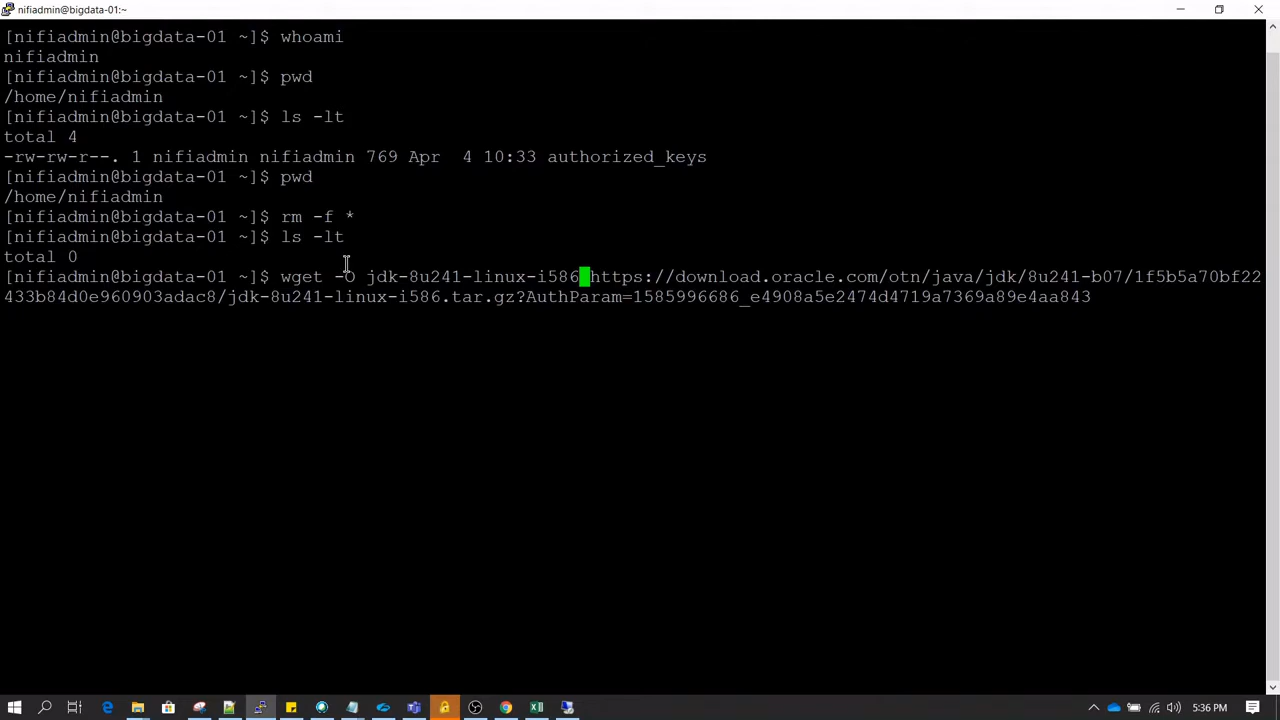 nifiadmin@bigdata-01:~
[nifiadmin@bigdata-01 ~]$ whoami
nifiadmin
[nifiadmin@bigdata-01 ~]$ pwd
/home/nifiadmin
[nifiadmin@bigdata-01 ~]$ ls -lt
total 4
-rw-rw-r--. 1 nifiadmin nifiadmin 769 Apr  4 10:33 authorized_keys
[nifiadmin@bigdata-01 ~]$ pwd
/home/nifiadmin
[nifiadmin@bigdata-01 ~]$ rm -f *
[nifiadmin@bigdata-01 ~]$ ls -lt
total 0
[nifiadmin@bigdata-01 ~]$ wget -O jdk-8u241-linux-i586 https://download.oracle.com/otn/java/jdk/8u241-b07/1f5b5a70bf22
433b84d0e960903adac8/jdk-8u241-linux-i586.tar.gz?AuthParam=1585996686_e4908a5e2474d4719a7369a89e4aa843
5:36 PM